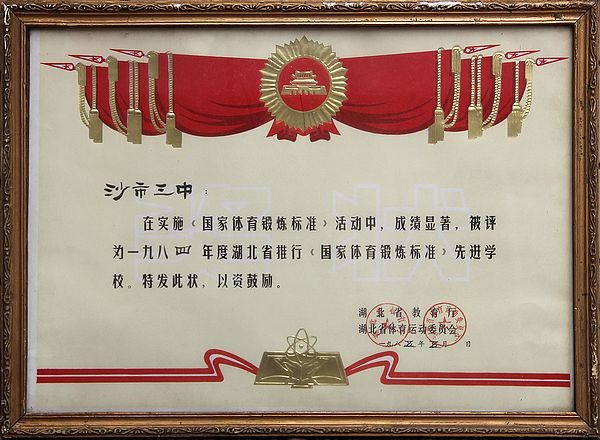 沙市三中：
在实施《国家体育锻炼标准》活动中，成绩显著，被评
为一九八四年度湖北省推行《国家体育锻炼标准》先进学
校。特发此状，以资鼓励。
湖北省教育厅
湖北省体育运动委员会
一九八五年五月 日
奖状